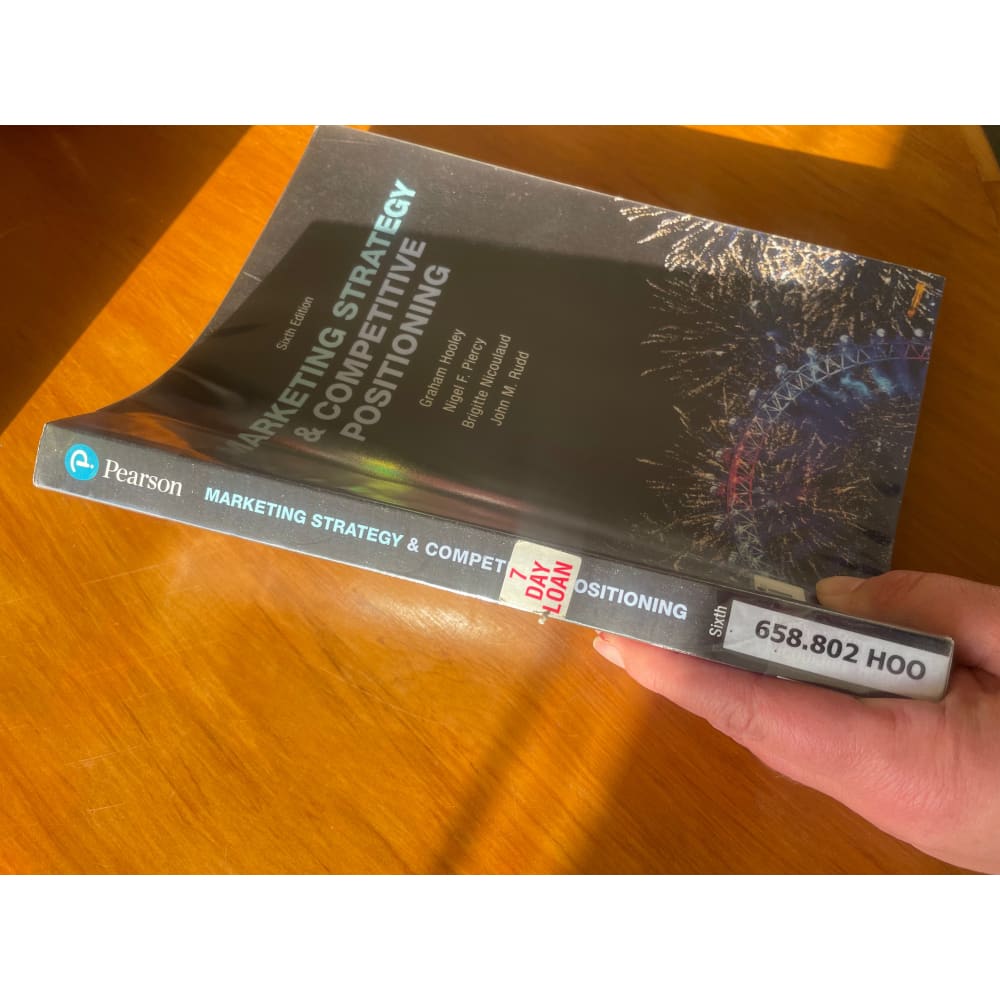 Sixth Edition
MARKETING STRATEGY
& COMPETITIVE
POSITIONING
Graham Hooley
Nigel F. Piercy
Brigitte Nicoulaud
John M. Rudd
Pearson
MARKETING STRATEGY & COMPET OSITIONING
7
DAY
LOAN
Sixth
658.802 HOO